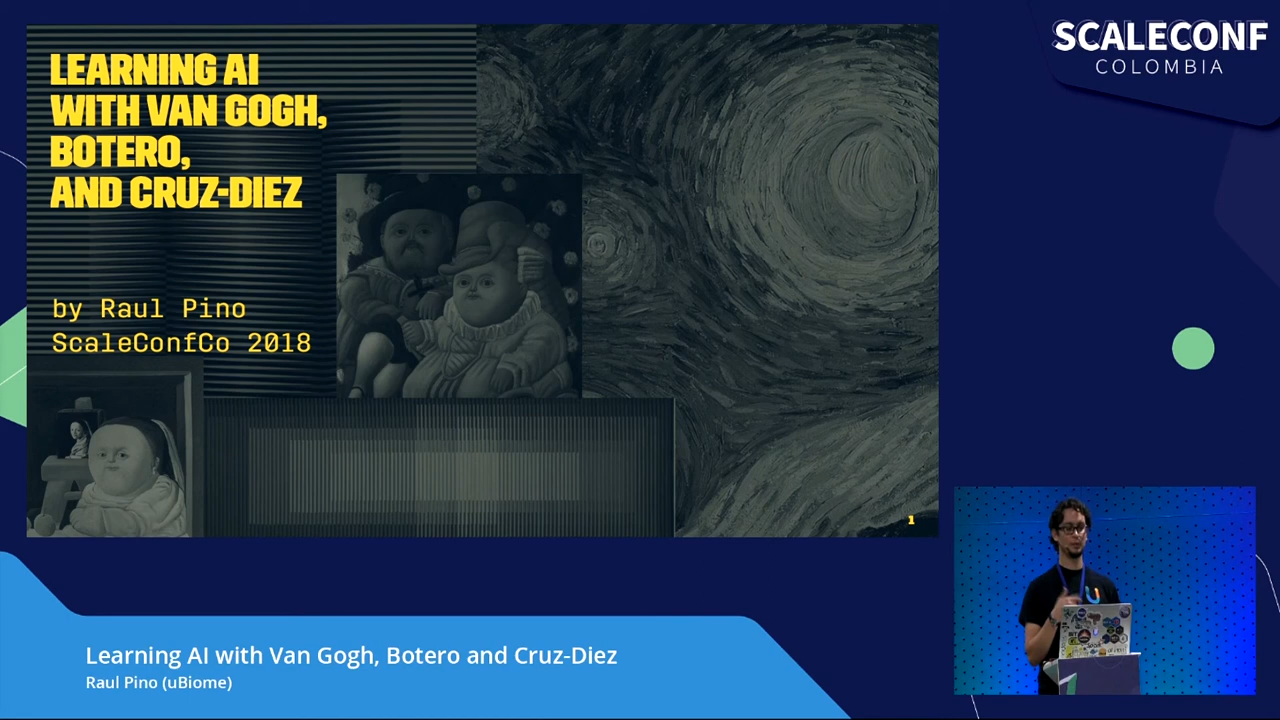 LEARNING AI
WITH VAN GOGH,
BOTERO,
AND CRUZ-DIEZ
by Raul Pino
ScaleConfCo 2018
1
SCALECONF
COLOMBIA
Learning AI with Van Gogh, Botero and Cruz-Diez
Raul Pino (uBiome)